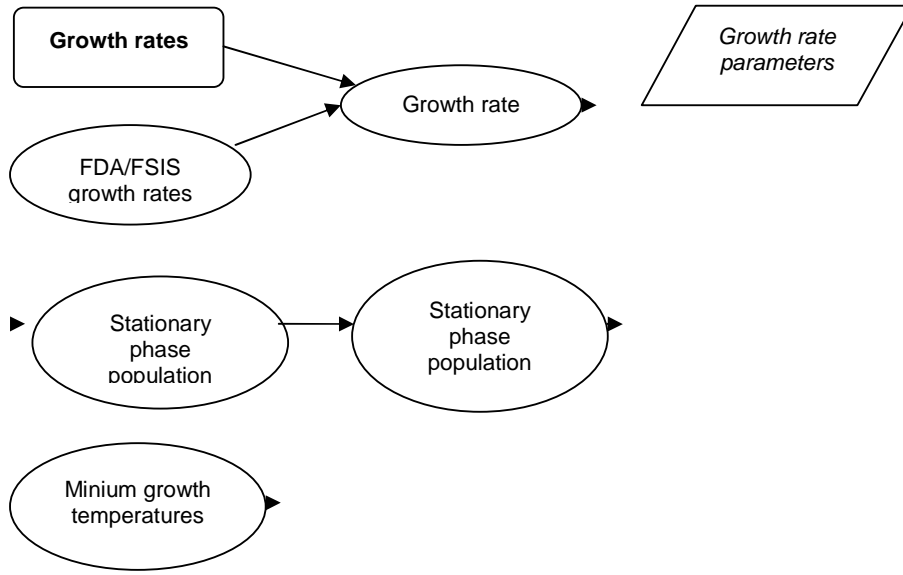 Growth rates
Growth rate
parameters
Growth rate
FDA/FSIS
growth rates
Stationary
phase
population
Stationary
phase
population
Minium growth
temperatures